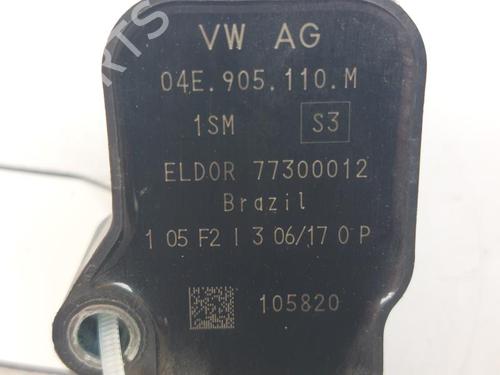 VW AG
04E.905.110.M
1SM S3
ELDOR 77300012
Brazil
1 05 F2 I 3 06/17 0 P
105820